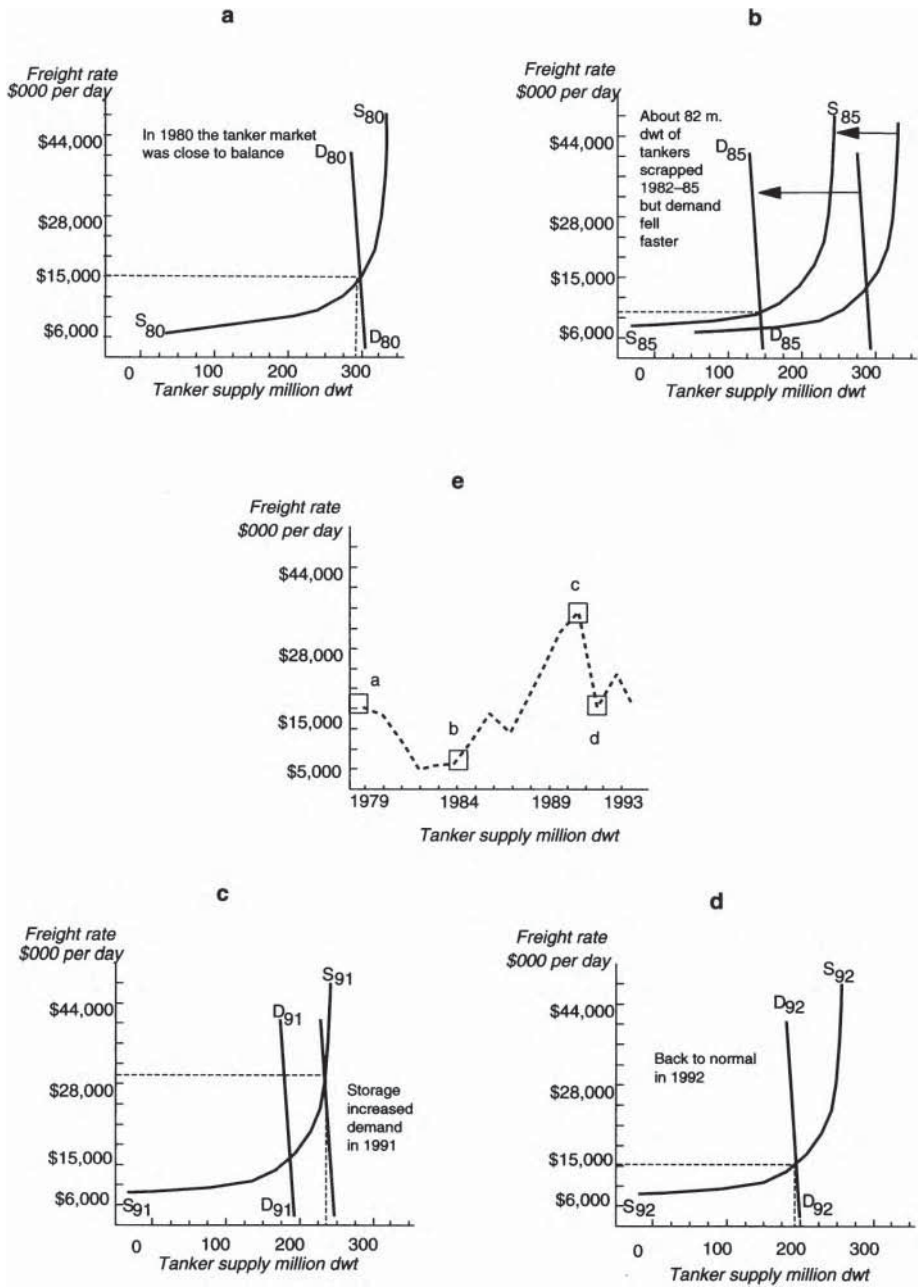 a
Freight rate
$000 per day
$44,000
$28,000
$15,000
$6,000
In 1980 the tanker market
was close to balance
S80
D80
S80
D80
0 100 200 300
Tanker supply million dwt
b
Freight rate
$000 per day
$44,000
$28,000
$15,000
$6,000
About 82 m.
dwt of
tankers
scrapped
1982–85
but demand
fell
faster
S85
D85
S85
D85
0 100 200 300
Tanker supply million dwt
e
Freight rate
$000 per day
$44,000
$28,000
$15,000
$5,000
a
b
c
d
1979 1984 1989 1993
Tanker supply million dwt
c
Freight rate
$000 per day
$44,000
$28,000
$15,000
$6,000
S91
D91
Storage
increased
demand
in 1991
S91
D91
0 100 200 300
Tanker supply million dwt
d
Freight rate
$000 per day
$44,000
$28,000
$15,000
$6,000
S92
D92
Back to normal
in 1992
S92
D92
0 100 200 300
Tanker supply million dwt